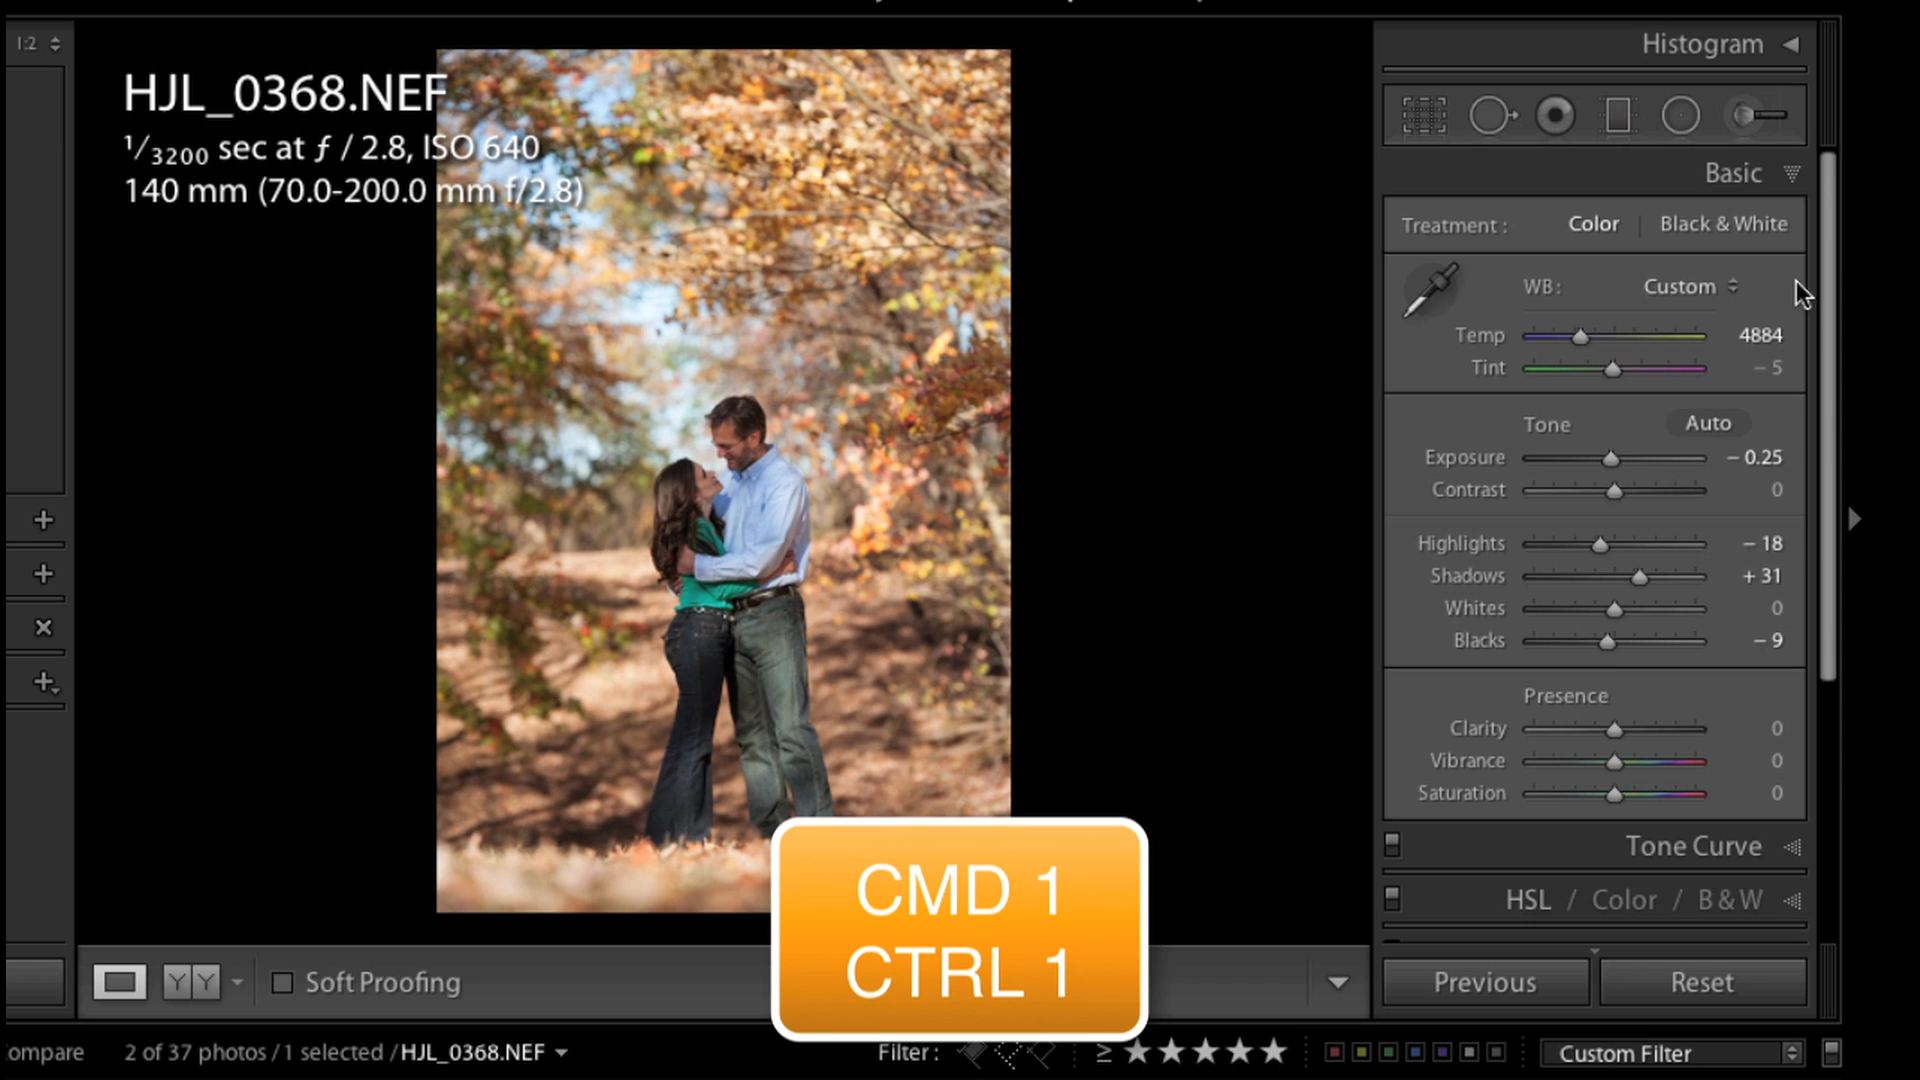 1:2
HJL_0368.NEF
1/3200 sec at ƒ / 2.8, ISO 640
140 mm (70.0-200.0 mm f/2.8)
Histogram
Basic
Treatment : Color | Black & White
WB: Custom
Temp 4884
Tint – 5
Tone Auto
Exposure – 0.25
Contrast 0
Highlights – 18
Shadows + 31
Whites 0
Blacks – 9
Presence
Clarity 0
Vibrance 0
Saturation 0
Tone Curve
HSL / Color / B & W
CMD 1
CTRL 1
YY Soft Proofing
Previous Reset
ompare 2 of 37 photos / 1 selected / HJL_0368.NEF Filter : ≥ ★★★★★ Custom Filter